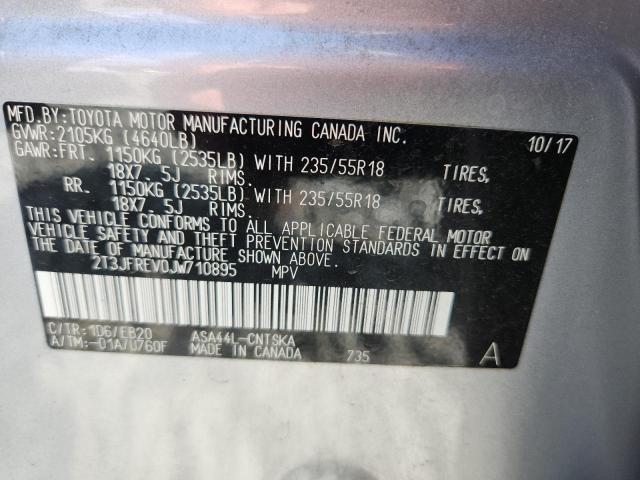 MFD.BY:TOYOTA MOTOR MANUFACTURING CANADA INC.
GVWR:2105KG (4640LB) 10/17
GAWR:FRT. 1150KG (2535LB) WITH 235/55R18 TIRES,
18X7. 5J RIMS.
RR. 1150KG (2535LB) WITH 235/55R18 TIRES,
18X7. 5J RIMS.
THIS VEHICLE CONFORMS TO ALL APPLICABLE FEDERAL MOTOR
VEHICLE SAFETY AND THEFT PREVENTION STANDARDS IN EFFECT ON
THE DATE OF MANUFACTURE SHOWN ABOVE.
2T3JFREV0JW710895 MPV
C/TR:1D6/EB20 ASA44L-CNTSKA
A/TM:-01A/U760F MADE IN CANADA 735 A